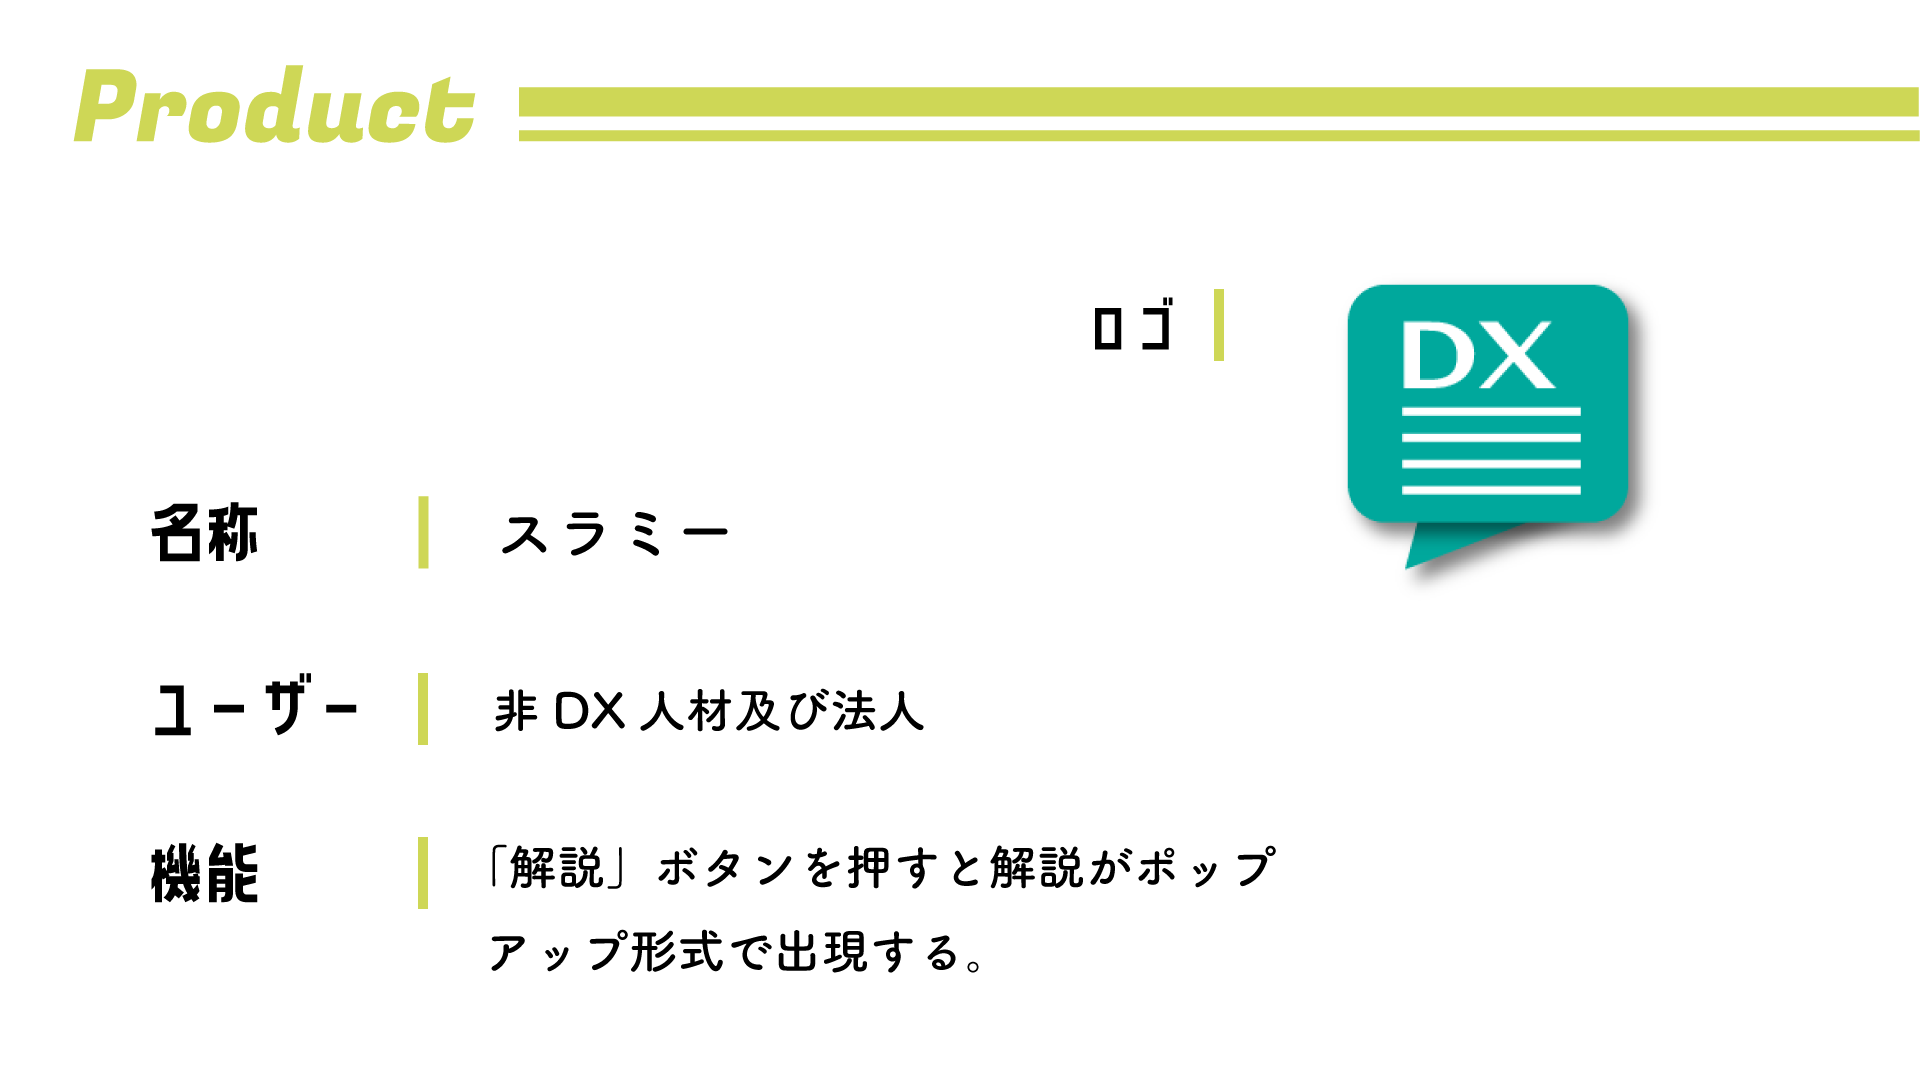 Product
ロゴ
DX
名称
スラミー
ユーザー
非DX人材及び法人
機能
「解説」ボタンを押すと解説がポップ
アップ形式で出現する。